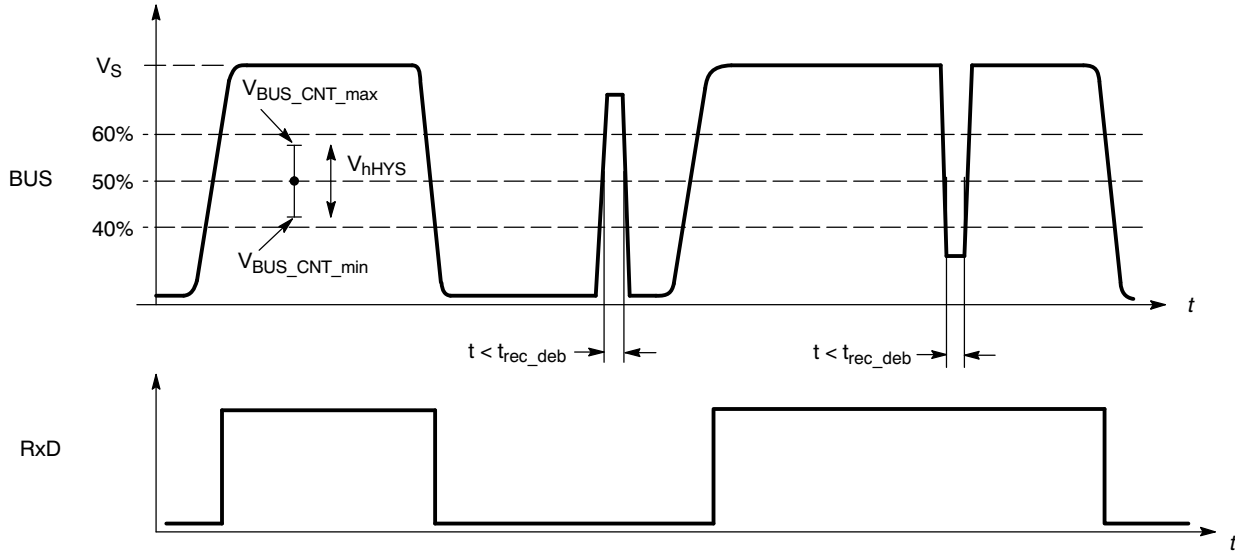 V_S
V_BUS_CNT_max
60%
V_hHYS
BUS
50%
40%
V_BUS_CNT_min
t
t < t_rec_deb
t < t_rec_deb
RxD
t